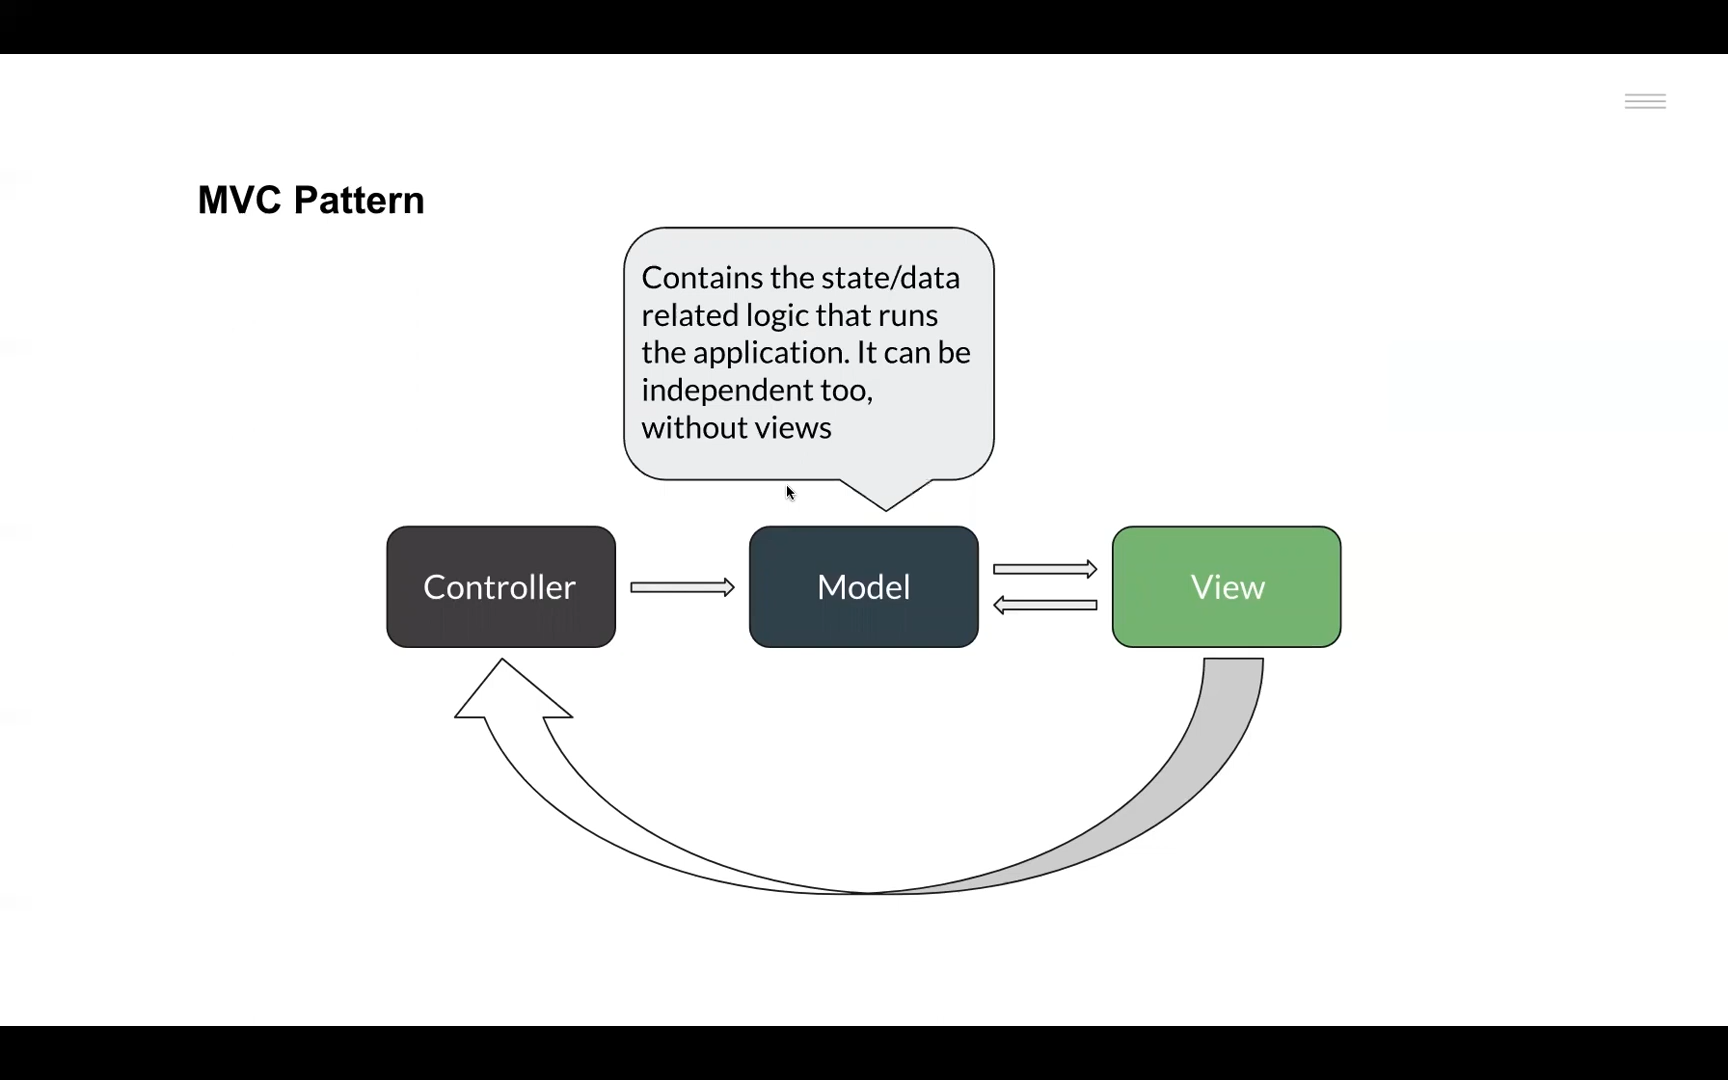 MVC Pattern
Contains the state/data
related logic that runs
the application. It can be
independent too,
without views
Controller
Model
View